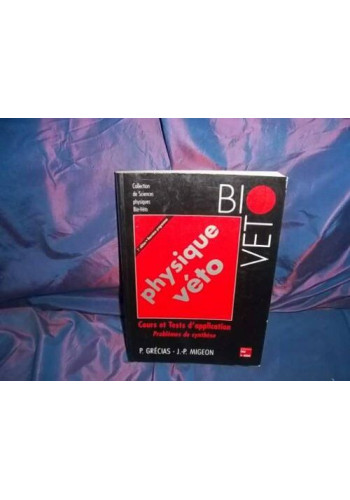 Collection
de Sciences
physiques
Bio-Véto
BIO
VETO
physique
véto
Cours et Tests d'application
Problèmes de synthèse
P. GRÉCIAS - J.-P. MIGEON